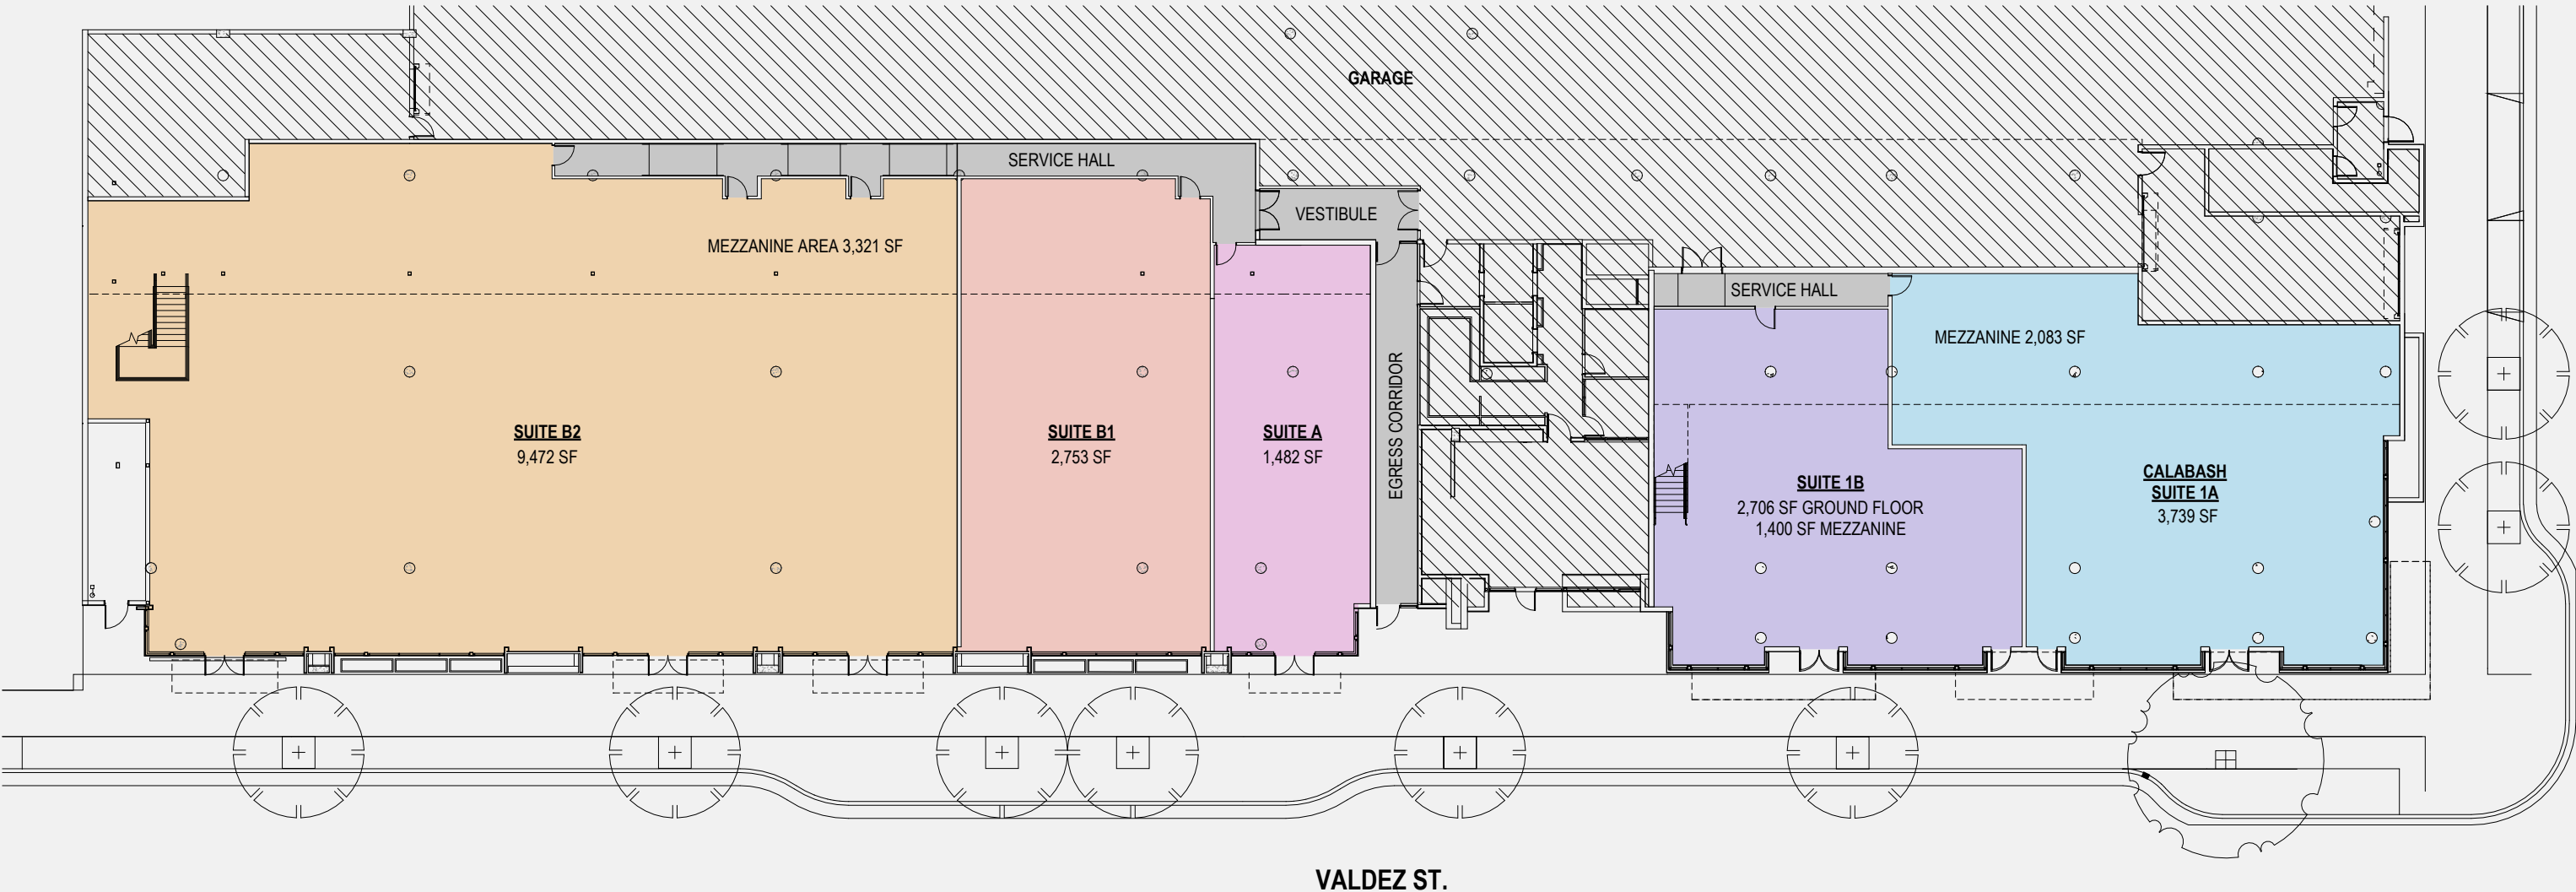 GARAGE
SERVICE HALL
VESTIBULE
MEZZANINE AREA 3,321 SF
SERVICE HALL
MEZZANINE 2,083 SF
EGRESS CORRIDOR
SUITE B2
9,472 SF
SUITE B1
2,753 SF
SUITE A
1,482 SF
SUITE 1B
2,706 SF GROUND FLOOR
1,400 SF MEZZANINE
CALABASH
SUITE 1A
3,739 SF
VALDEZ ST.